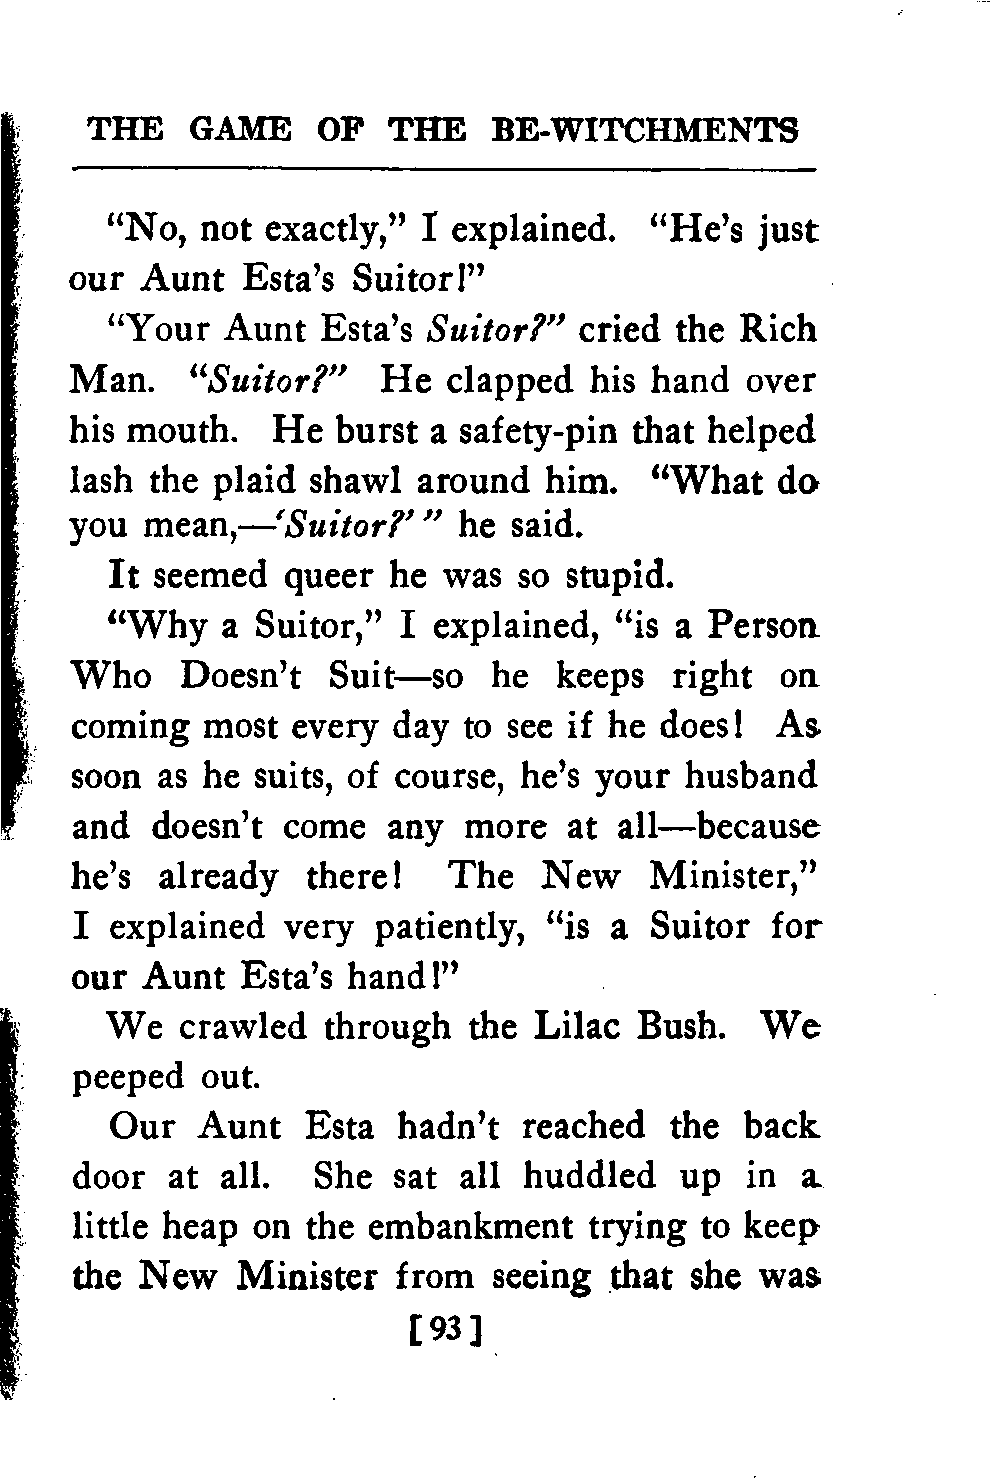 THE GAME OF THE BE-WITCHMENTS
“No, not exactly,” I explained. “He’s just
our Aunt Esta’s Suitor!”
“Your Aunt Esta’s Suitor?” cried the Rich
Man. “Suitor?” He clapped his hand over
his mouth. He burst a safety-pin that helped
lash the plaid shawl around him. “What do
you mean,—‘Suitor?’” he said.
It seemed queer he was so stupid.
“Why a Suitor,” I explained, “is a Person
Who Doesn’t Suit—so he keeps right on
coming most every day to see if he does! As
soon as he suits, of course, he’s your husband
and doesn’t come any more at all—because
he’s already there! The New Minister,”
I explained very patiently, “is a Suitor for
our Aunt Esta’s hand!”
We crawled through the Lilac Bush. We
peeped out.
Our Aunt Esta hadn’t reached the back
door at all. She sat all huddled up in a
little heap on the embankment trying to keep
the New Minister from seeing that she was
[93]